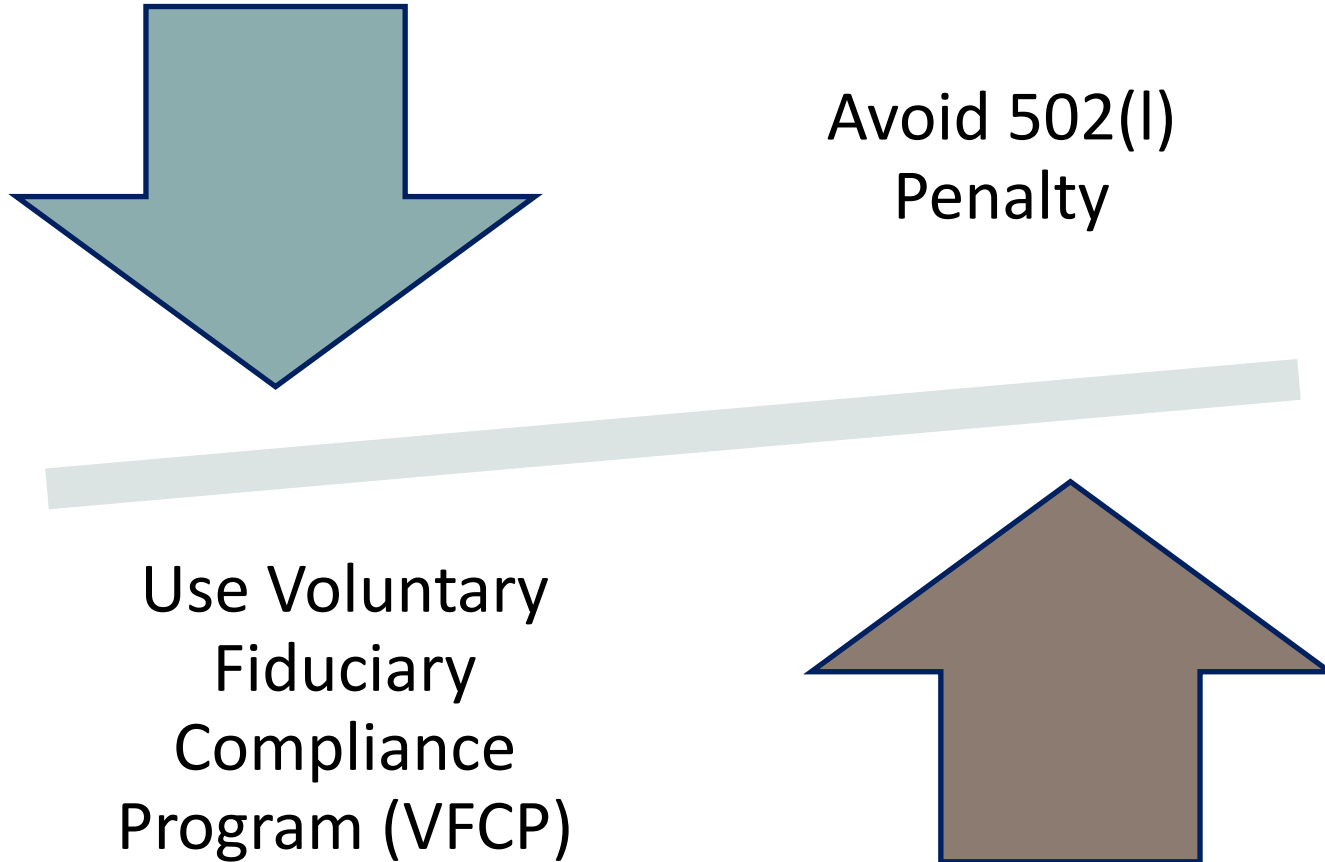 Avoid 502(l)
Penalty
Use Voluntary
Fiduciary
Compliance
Program (VFCP)